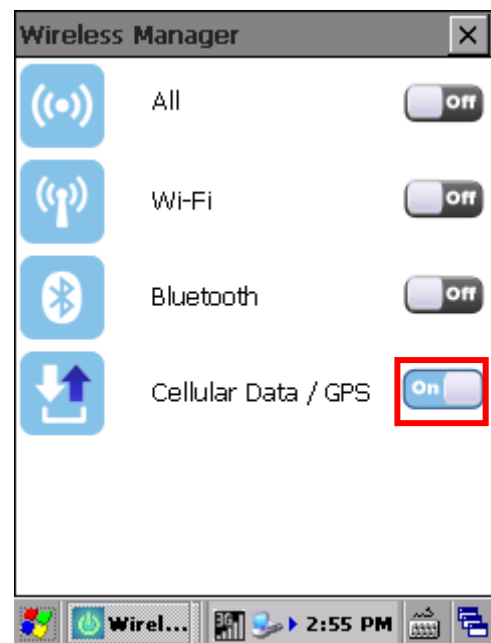 Wireless Manager
All Off
Wi-Fi Off
Bluetooth Off
Cellular Data / GPS On
Wirel... 2:55 PM